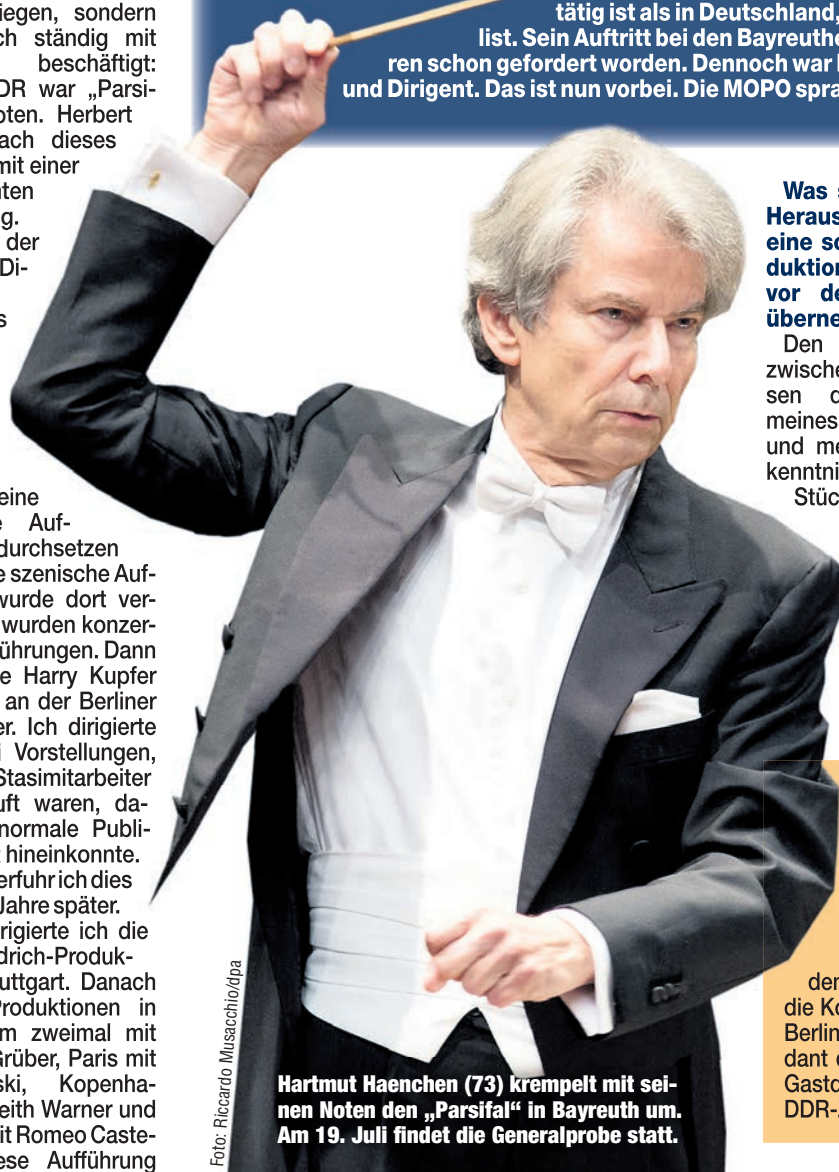 iegen, sondern
ch ständig mit
beschäftigt:
DR war „Parsi-
oten. Herbert
ach dieses
mit einer
nten
g.
der
Di-
s
eine
e Auf-
durchsetzen
e szenische Auf-
wurde dort ver-
wurden konzer-
ührungen. Dann
e Harry Kupfer
an der Berliner
er. Ich dirigierte
i Vorstellungen,
Stasimitarbeiter
uft waren, da-
normale Publi-
t hineinkonnte.
erfuhr ich dies
Jahre später.
rigierte ich die
drich-Produk-
uttgart. Danach
Produktionen in
m zweimal mit
Grüber, Paris mit
ski, Kopenha-
eith Warner und
it Romeo Caste-
ese Aufführung
tätig ist als in Deutschland,
list. Sein Auftritt bei den Bayreuthe
ren schon gefordert worden. Dennoch war
und Dirigent. Das ist nun vorbei. Die MOPO spra
Was s
Heraus
eine so
duktion
vor de
überne
Den
zwische
sen d
meines
und me
kenntni
Stüc
Foto: Riccardo Musacchio/dpa
Hartmut Haenchen (73) krempelt mit sei-
nen Noten den „Parsifal“ in Bayreuth um.
Am 19. Juli findet die Generalprobe statt.
den
die Ko
Berlin
dant d
Gastd
DDR-